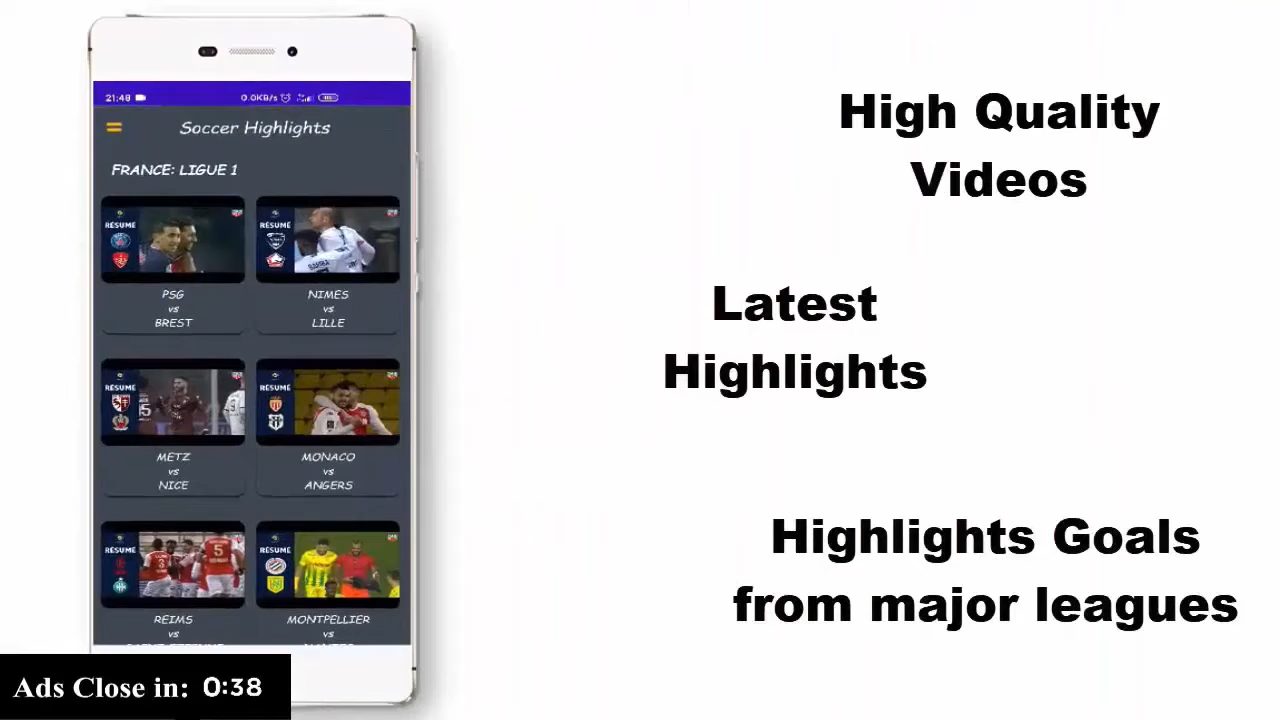 21:48
0.0KB/s
Soccer Highlights
FRANCE: LIGUE 1
RÉSUMÉ
RÉSUMÉ
PSG
vs
BREST
NIMES
vs
LILLE
RÉSUMÉ
RÉSUMÉ
METZ
vs
NICE
MONACO
vs
ANGERS
RÉSUMÉ
3
5
RÉSUMÉ
REIMS
vs
MONTPELLIER
vs
High Quality
Videos
Latest
Highlights
Highlights Goals
from major leagues
Ads Close in: 0:38